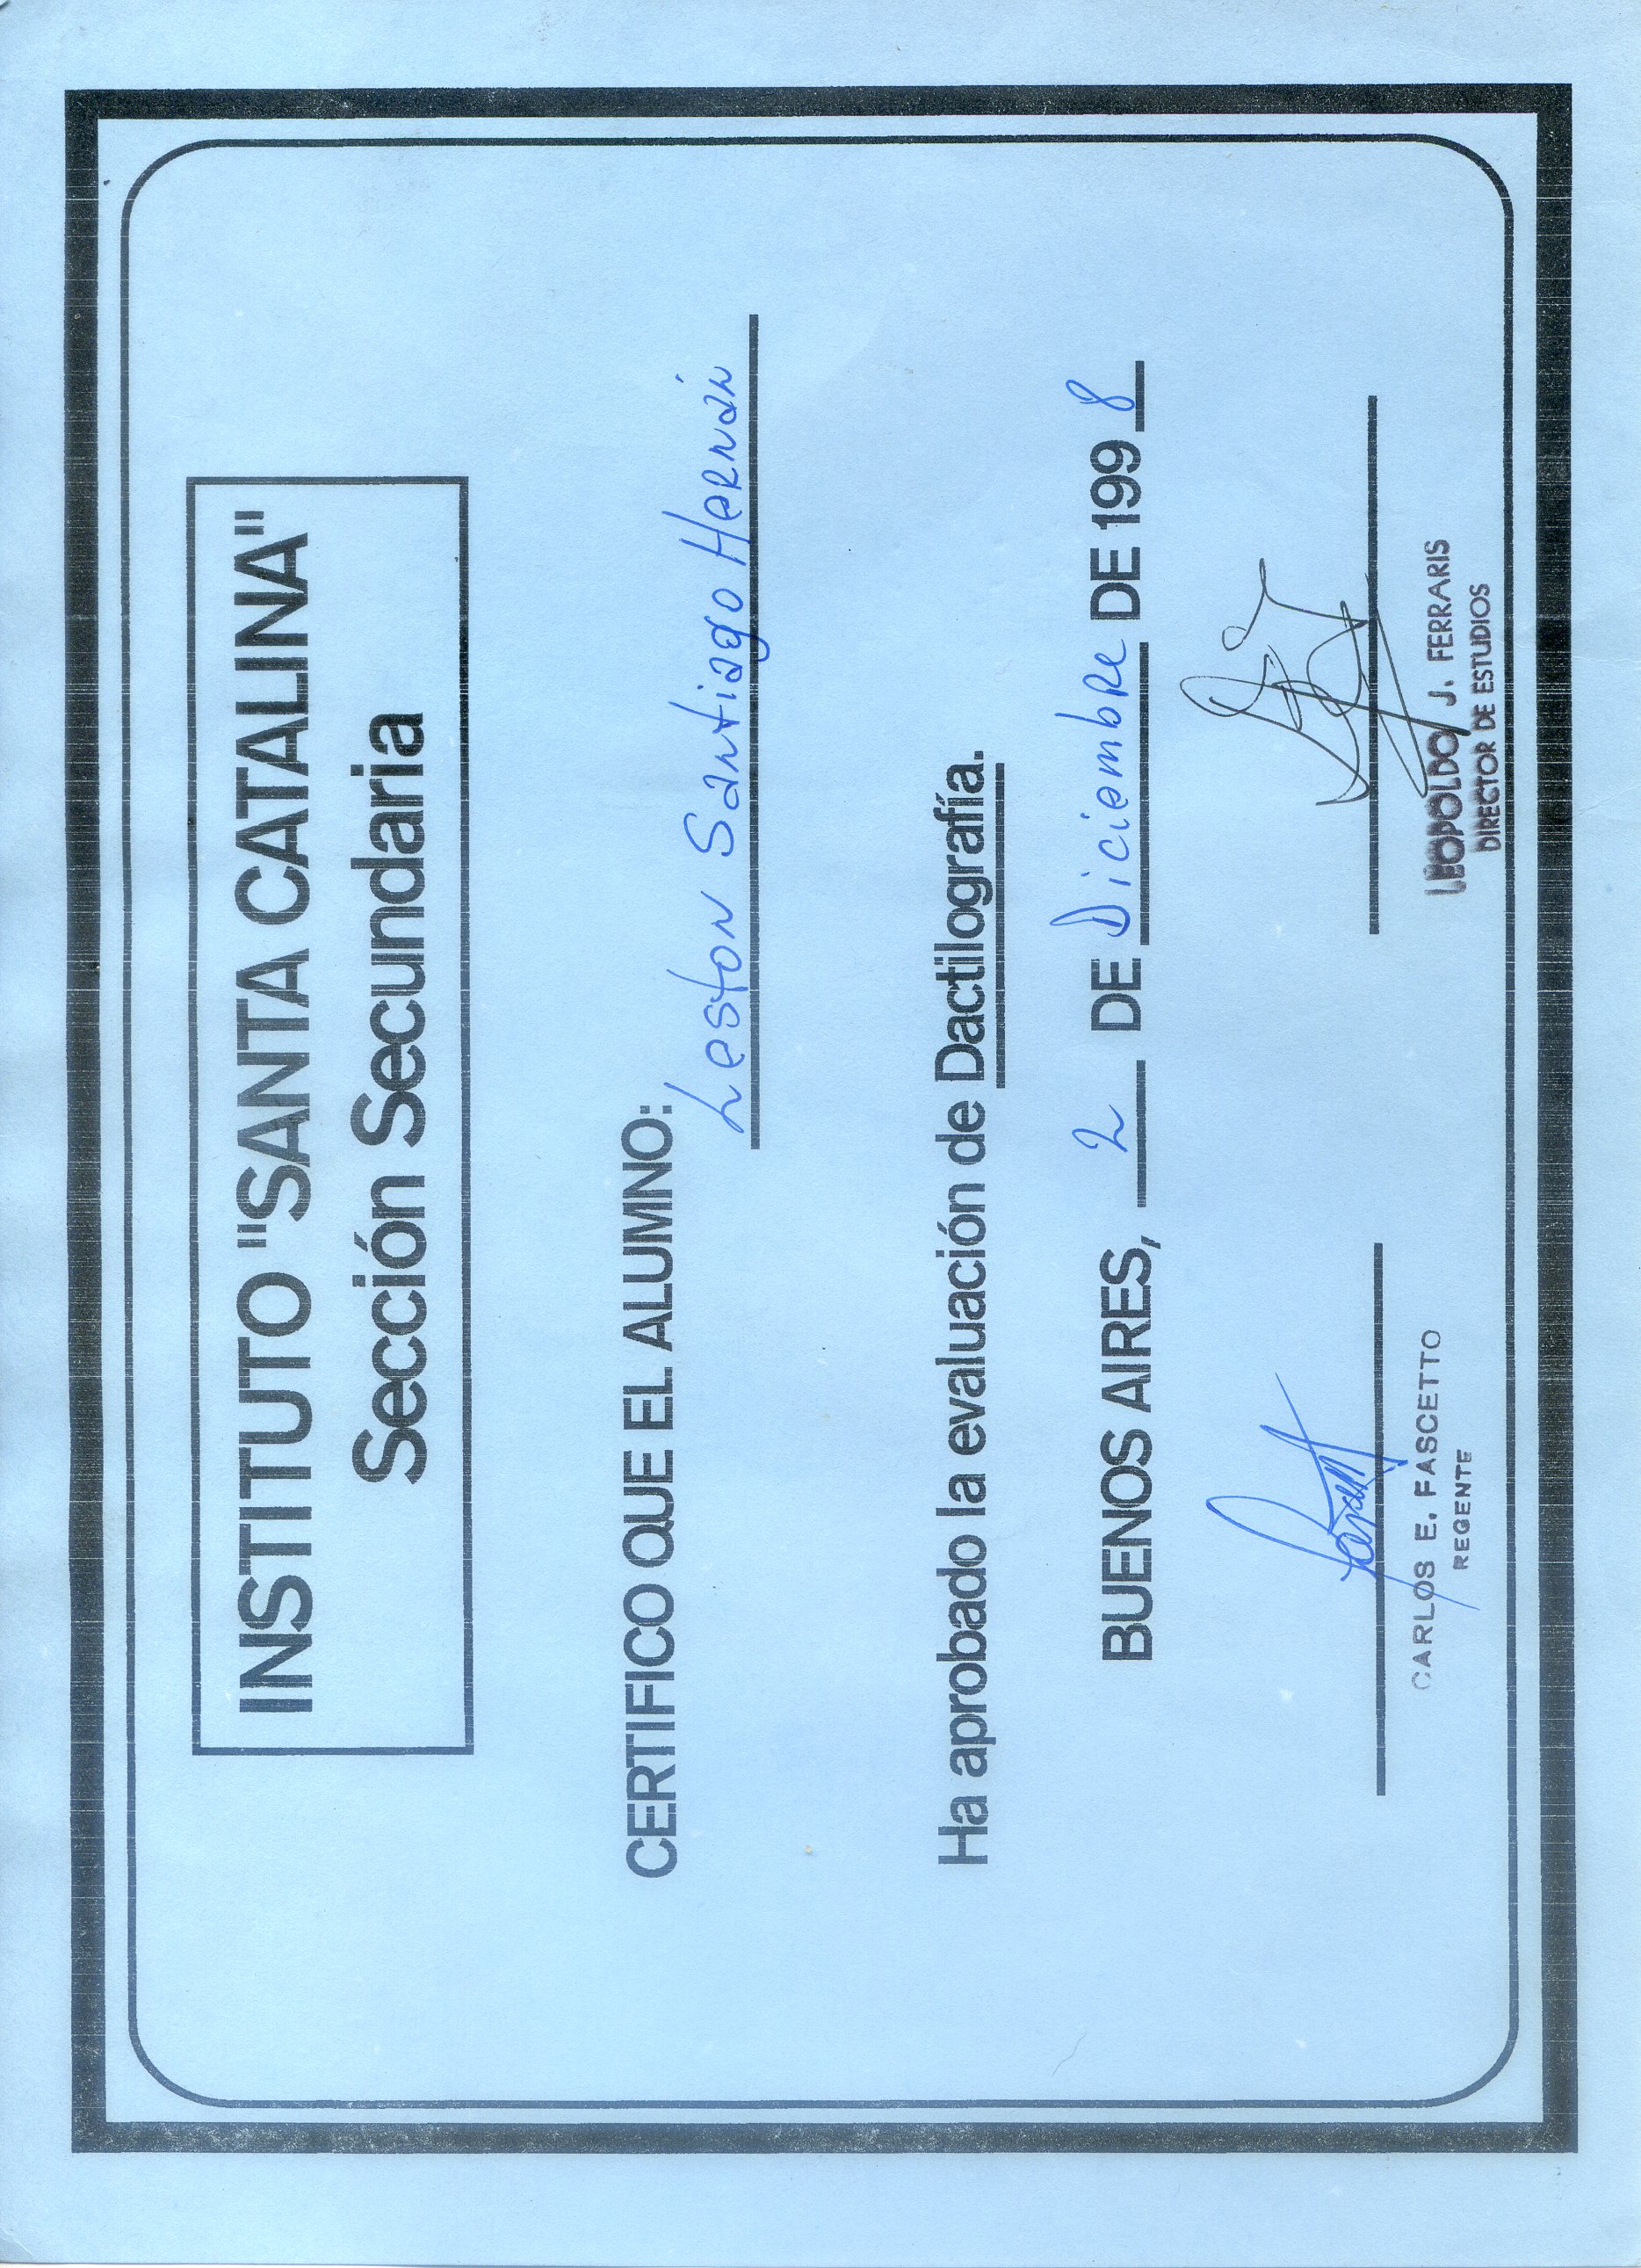 INSTITUTO "SANTA CATALINA"
Sección Secundaria
CERTIFICO QUE EL ALUMNO:
Leston Santiago Hernán
Ha aprobado la evaluación de Dactilografía.
BUENOS AIRES, 2 DE Diciembre DE 1998
CARLOS E. FASCETTO
REGENTE
LEOPOLDO J. FERRARIS
DIRECTOR DE ESTUDIOS